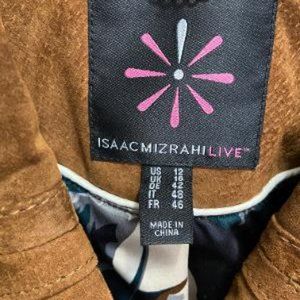 ISAACMIZRAHILIVE™
US 12
UK 16
DE 42
IT 48
FR 46
MADE IN
CHINA